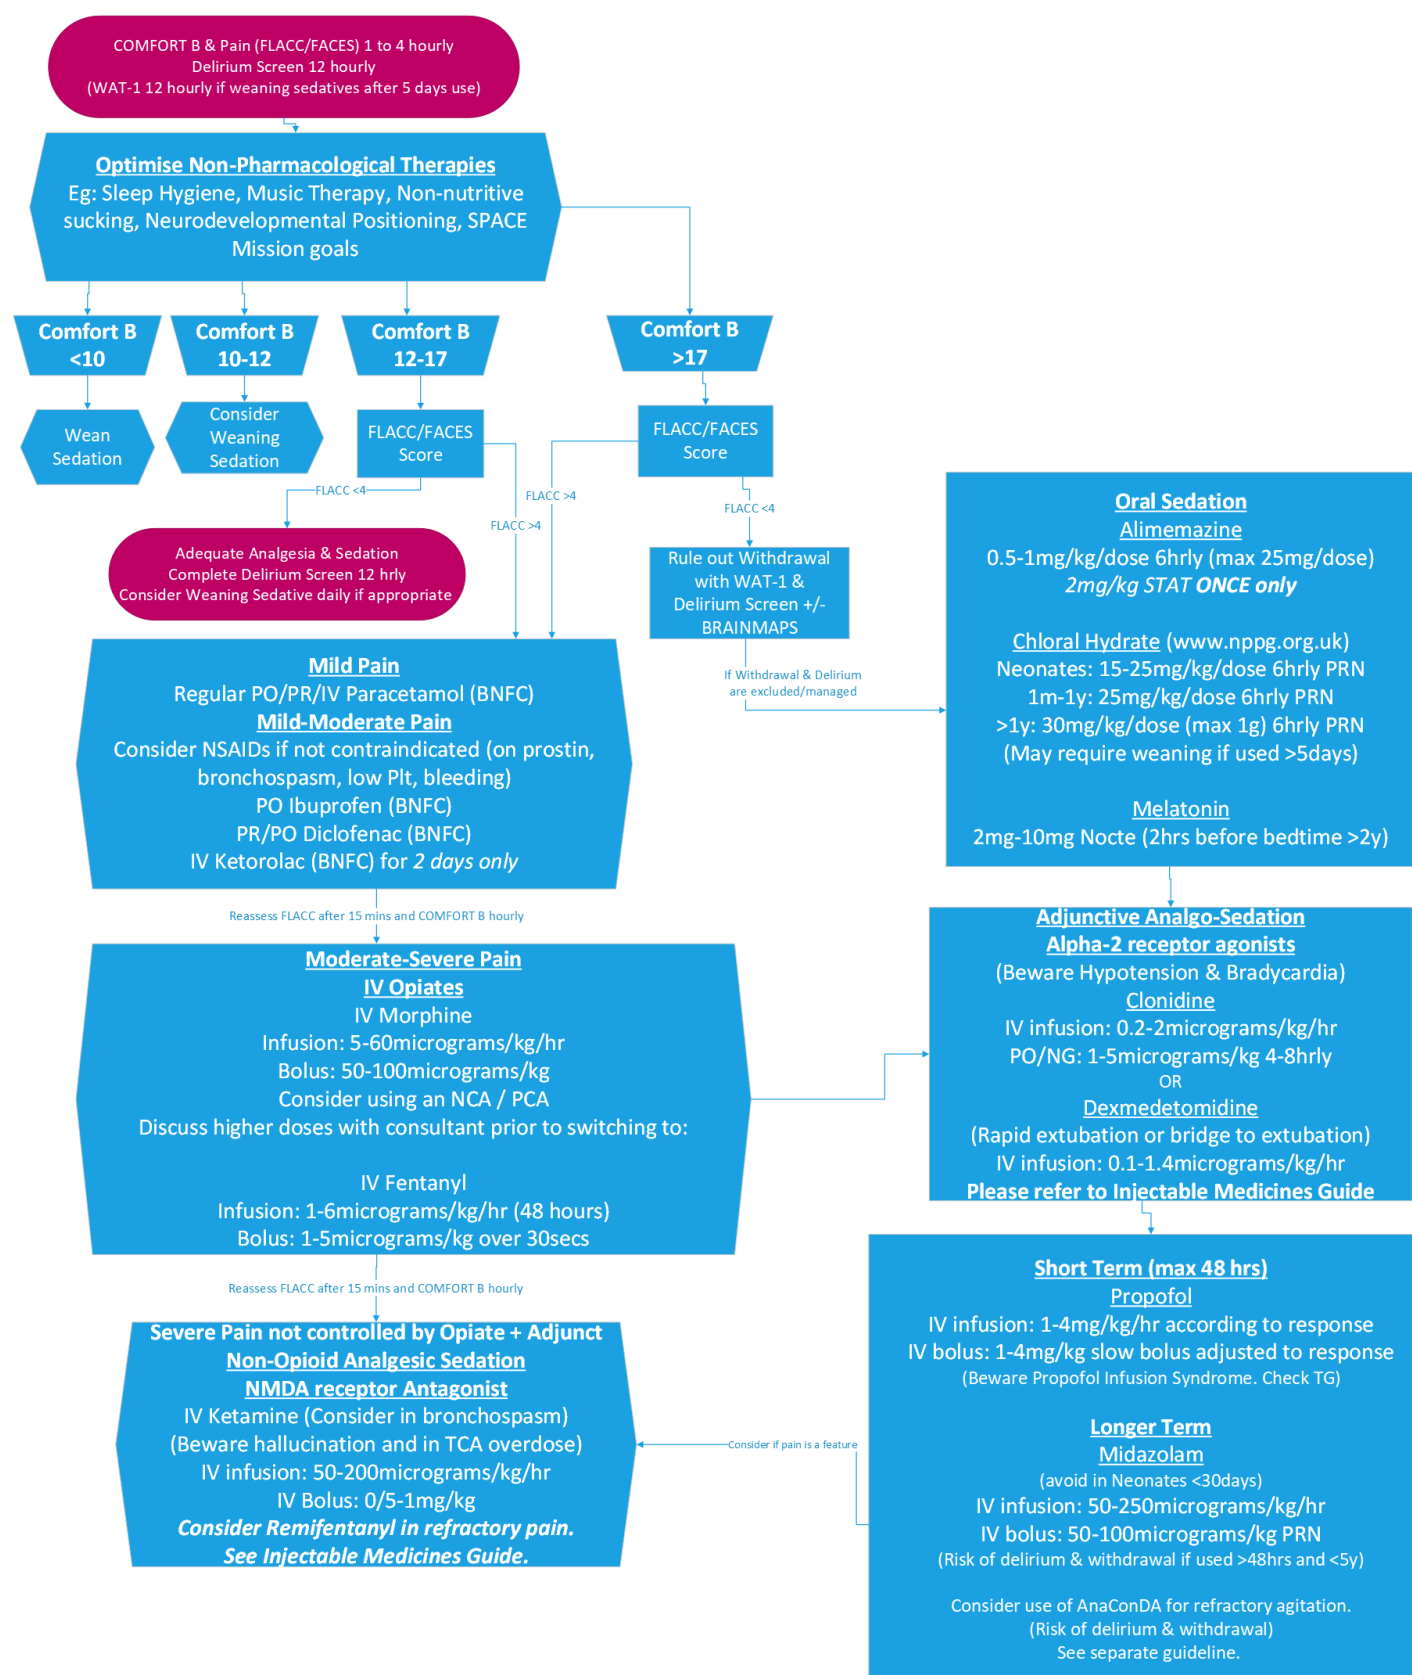 COMFORT B & Pain (FLACC/FACES) 1 to 4 hourly
Delirium Screen 12 hourly
(WAT-1 12 hourly if weaning sedatives after 5 days use)
Optimise Non-Pharmacological Therapies
Eg: Sleep Hygiene, Music Therapy, Non-nutritive
sucking, Neurodevelopmental Positioning, SPACE
Mission goals
Comfort B
<10
Comfort B
10-12
Comfort B
12-17
Comfort B
>17
Wean
Sedation
Consider
Weaning
Sedation
FLACC/FACES
Score
FLACC/FACES
Score
FLACC <4
FLACC >4
FLACC >4
FLACC <4
Adequate Analgesia & Sedation
Complete Delirium Screen 12 hrly
Consider Weaning Sedative daily if appropriate
Rule out Withdrawal
with WAT-1 &
Delirium Screen +/-
BRAINMAPS
If Withdrawal & Delirium
are excluded/managed
Oral Sedation
Alimemazine
0.5-1mg/kg/dose 6hrly (max 25mg/dose)
2mg/kg STAT ONCE only
Chloral Hydrate (www.nppg.org.uk)
Neonates: 15-25mg/kg/dose 6hrly PRN
1m-1y: 25mg/kg/dose 6hrly PRN
>1y: 30mg/kg/dose (max 1g) 6hrly PRN
(May require weaning if used >5days)
Melatonin
2mg-10mg Nocte (2hrs before bedtime >2y)
Mild Pain
Regular PO/PR/IV Paracetamol (BNFC)
Mild-Moderate Pain
Consider NSAIDs if not contraindicated (on prostin,
bronchospasm, low Plt, bleeding)
PO Ibuprofen (BNFC)
PR/PO Diclofenac (BNFC)
IV Ketorolac (BNFC) for 2 days only
Reassess FLACC after 15 mins and COMFORT B hourly
Moderate-Severe Pain
IV Opiates
IV Morphine
Infusion: 5-60micrograms/kg/hr
Bolus: 50-100micrograms/kg
Consider using an NCA / PCA
Discuss higher doses with consultant prior to switching to:
IV Fentanyl
Infusion: 1-6micrograms/kg/hr (48 hours)
Bolus: 1-5micrograms/kg over 30secs
Adjunctive Analgo-Sedation
Alpha-2 receptor agonists
(Beware Hypotension & Bradycardia)
Clonidine
IV infusion: 0.2-2micrograms/kg/hr
PO/NG: 1-5micrograms/kg 4-8hrly
OR
Dexmedetomidine
(Rapid extubation or bridge to extubation)
IV infusion: 0.1-1.4micrograms/kg/hr
Please refer to Injectable Medicines Guide
Reassess FLACC after 15 mins and COMFORT B hourly
Severe Pain not controlled by Opiate + Adjunct
Non-Opioid Analgesic Sedation
NMDA receptor Antagonist
IV Ketamine (Consider in bronchospasm)
(Beware hallucination and in TCA overdose)
IV infusion: 50-200micrograms/kg/hr
IV Bolus: 0/5-1mg/kg
Consider Remifentanyl in refractory pain.
See Injectable Medicines Guide.
Consider if pain is a feature
Short Term (max 48 hrs)
Propofol
IV infusion: 1-4mg/kg/hr according to response
IV bolus: 1-4mg/kg slow bolus adjusted to response
(Beware Propofol Infusion Syndrome. Check TG)
Longer Term
Midazolam
(avoid in Neonates <30days)
IV infusion: 50-250micrograms/kg/hr
IV bolus: 50-100micrograms/kg PRN
(Risk of delirium & withdrawal if used >48hrs and <5y)
Consider use of AnaConDA for refractory agitation.
(Risk of delirium & withdrawal)
See separate guideline.